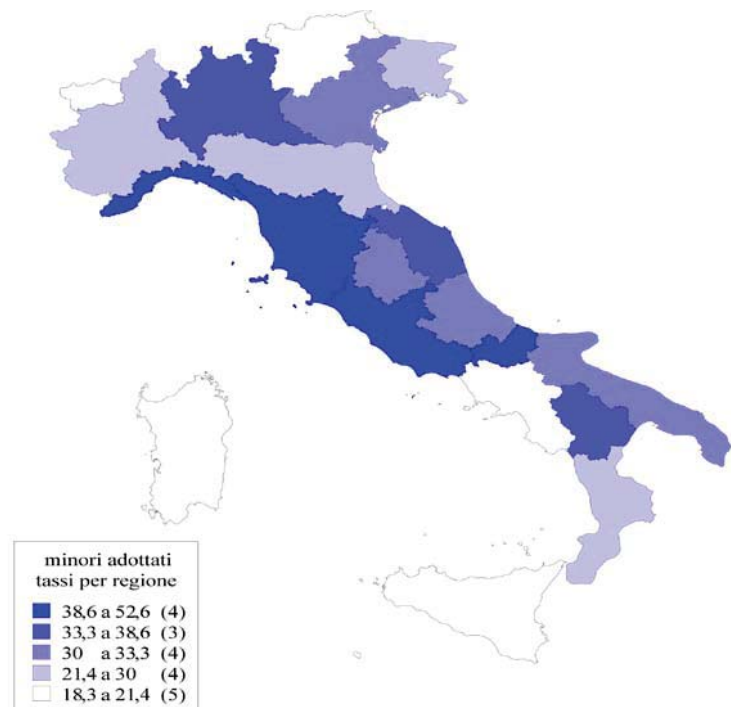 minori adottati
tassi per regione
38,6 a 52,6 (4)
33,3 a 38,6 (3)
30 a 33,3 (4)
21,4 a 30 (4)
18,3 a 21,4 (5)